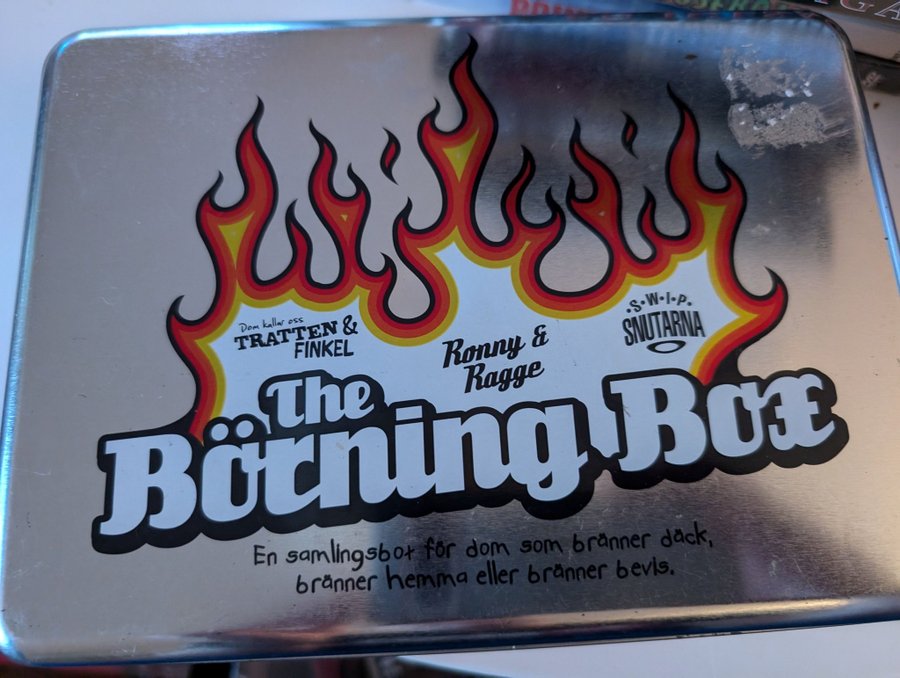 Dom kallar oss
TRATTEN &
FINKEL
Ronny &
Ragge
S·W·I·P·
SNUTARNA
The
Börning Box
En samlingsbox för dom som bränner däck,
bränner hemma eller bränner bevis.